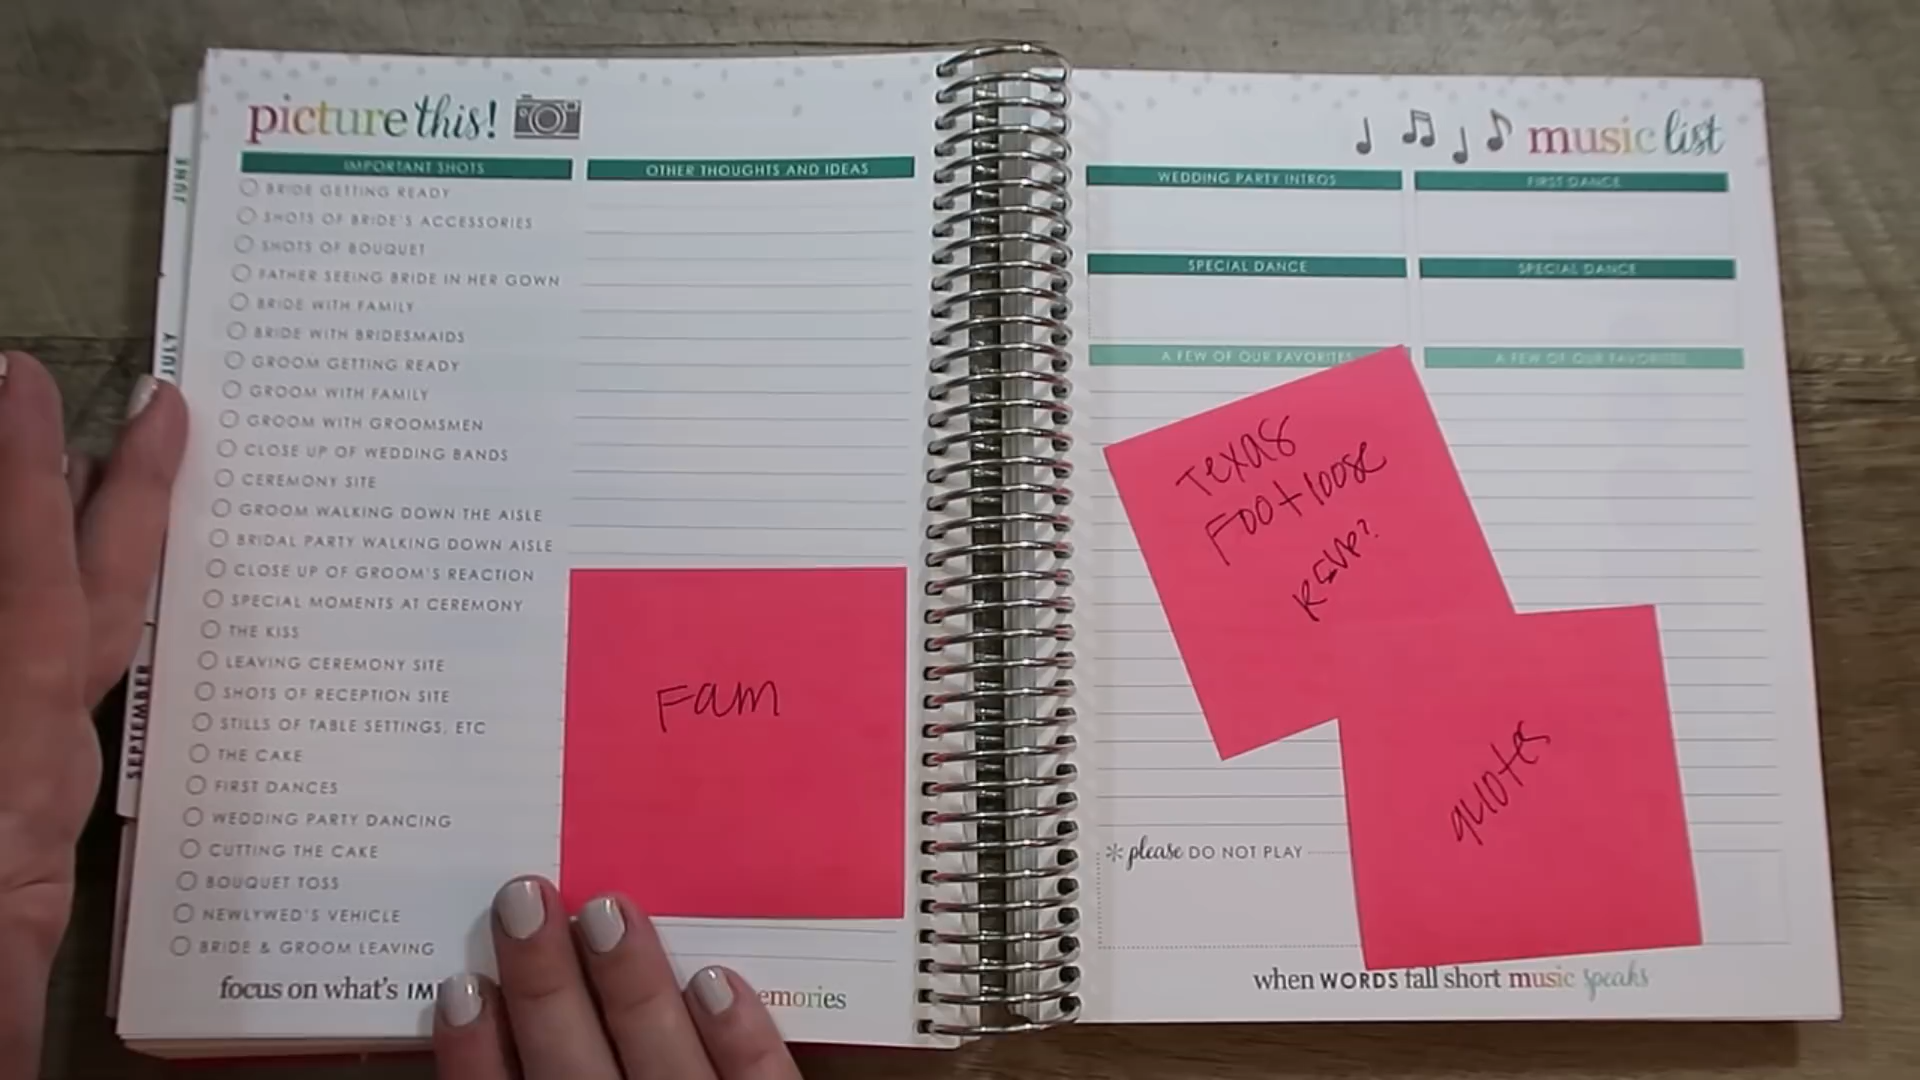 picture this!
IMPORTANT SHOTS
BRIDE GETTING READY
SHOTS OF BRIDE'S ACCESSORIES
SHOTS OF BOUQUET
FATHER SEEING BRIDE IN HER GOWN
BRIDE WITH FAMILY
BRIDE WITH BRIDESMAIDS
GROOM GETTING READY
GROOM WITH FAMILY
GROOM WITH GROOMSMEN
CLOSE UP OF WEDDING BANDS
CEREMONY SITE
GROOM WALKING DOWN THE AISLE
BRIDAL PARTY WALKING DOWN AISLE
CLOSE UP OF GROOM'S REACTION
SPECIAL MOMENTS AT CEREMONY
THE KISS
LEAVING CEREMONY SITE
SHOTS OF RECEPTION SITE
STILLS OF TABLE SETTINGS, ETC
THE CAKE
FIRST DANCES
WEDDING PARTY DANCING
CUTTING THE CAKE
BOUQUET TOSS
NEWLYWED'S VEHICLE
BRIDE & GROOM LEAVING
OTHER THOUGHTS AND IDEAS
Fam
focus on what's
JUNE
JULY
SEPTEMBER
music list
WEDDING PARTY INTROS
FIRST DANCE
SPECIAL DANCE
SPECIAL DANCE
A FEW OF OUR FAVORITES
A FEW OF OUR FAVORITES
Texas
Footloose
quotes
*please DO NOT PLAY
when WORDS fall short music speaks